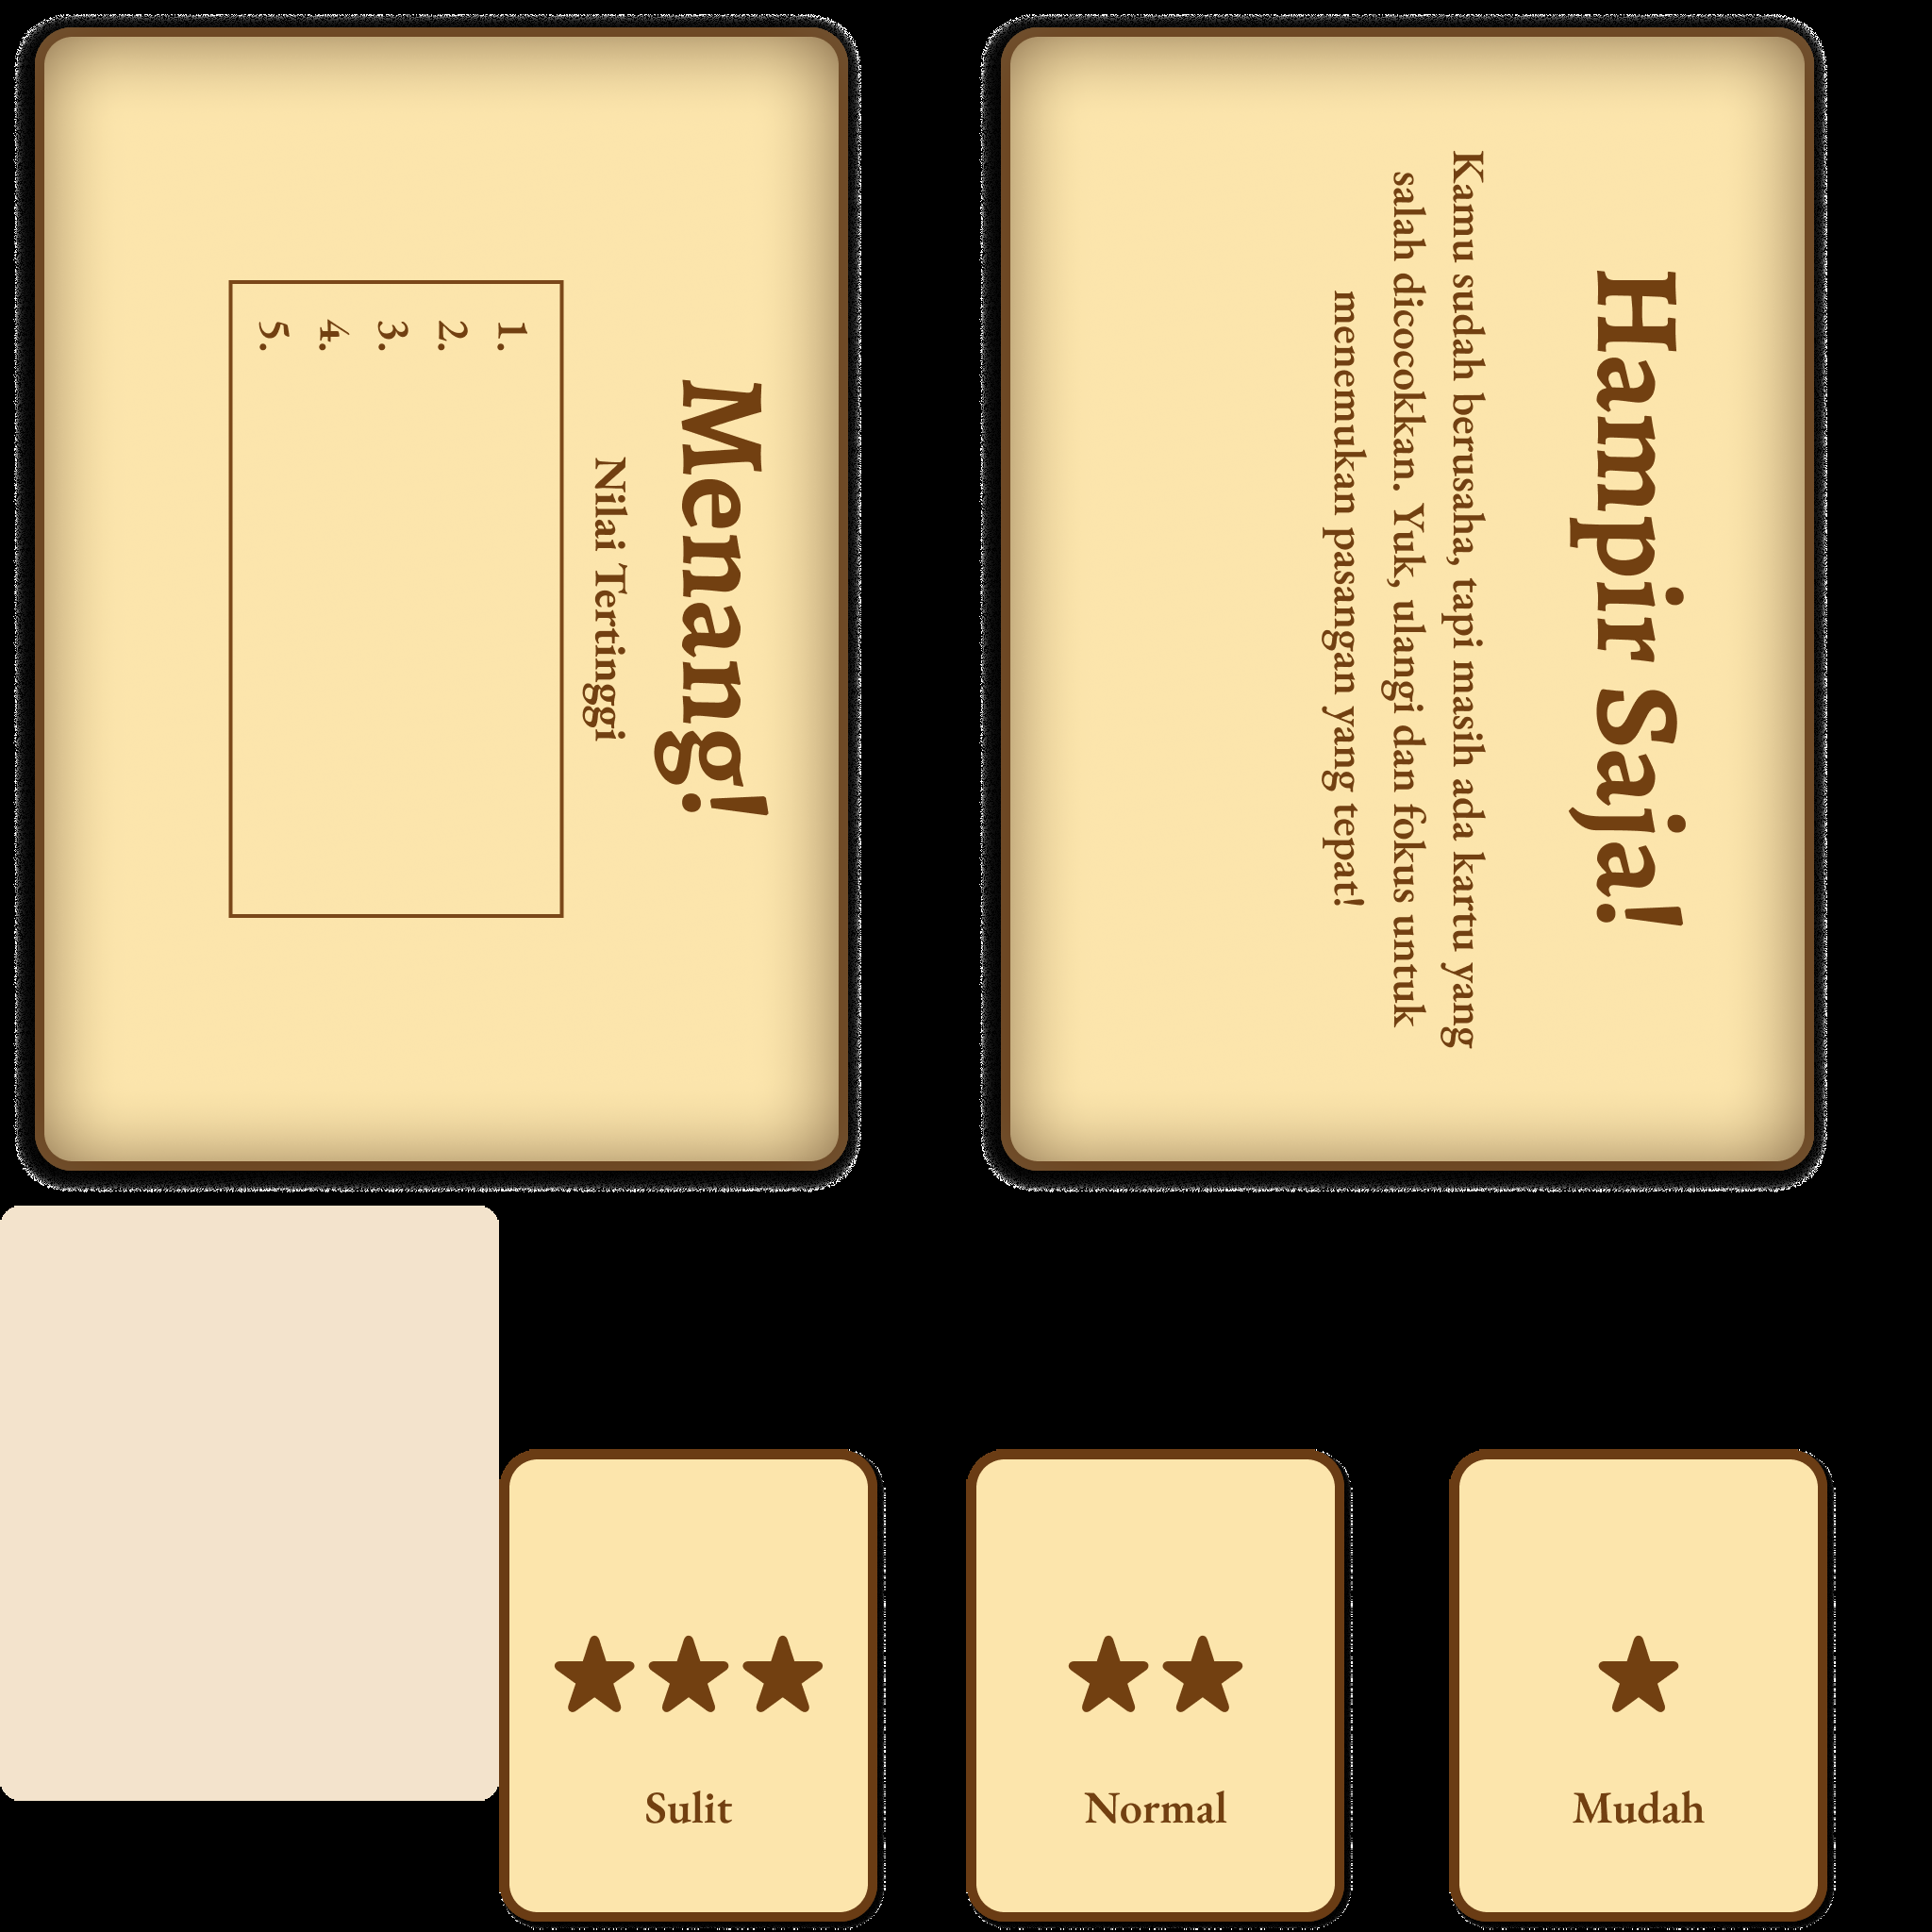 Menang!
Nilai Tertinggi
1.
2.
3.
4.
5.
Hampir Saja!
Kamu sudah berusaha, tapi masih ada kartu yang
salah dicocokkan. Yuk, ulangi dan fokus untuk
menemukan pasangan yang tepat!
Sulit
Normal
Mudah